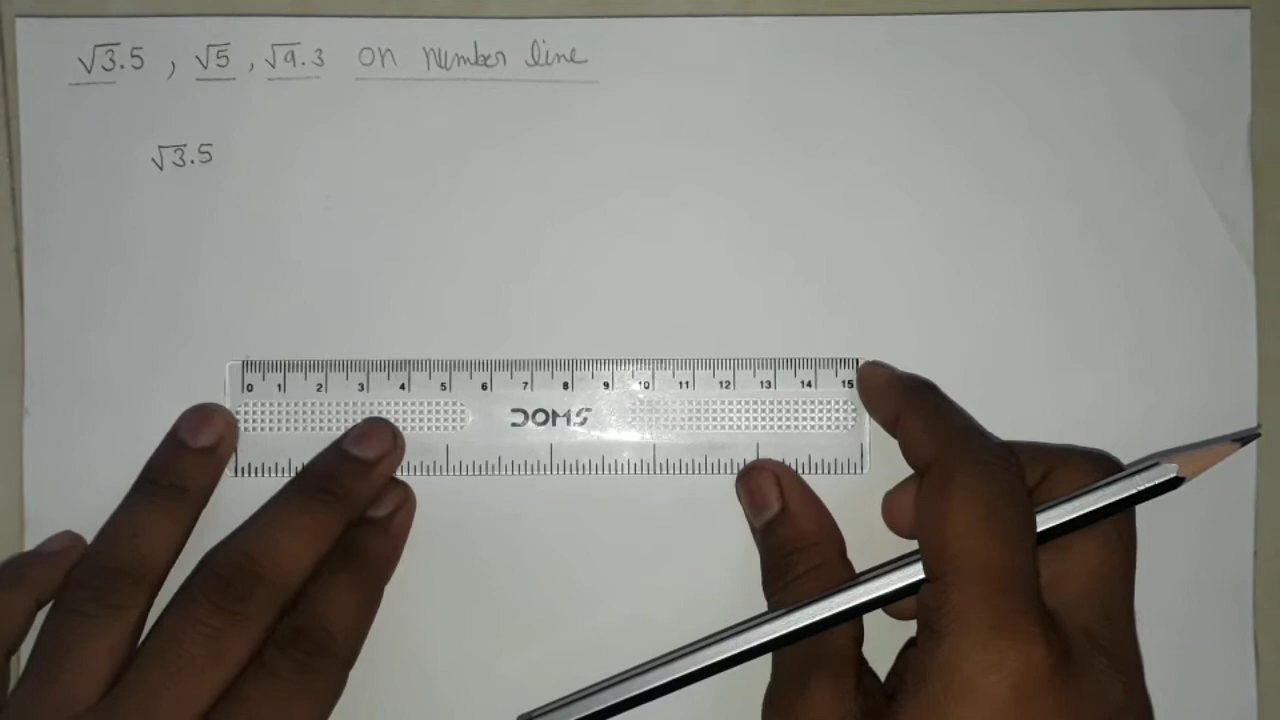 √3.5 , √5 , √9.3 on number line
√3.5
0 1 2 3 4 5 6 7 8 9 10 11 12 13 14 15
DOMS